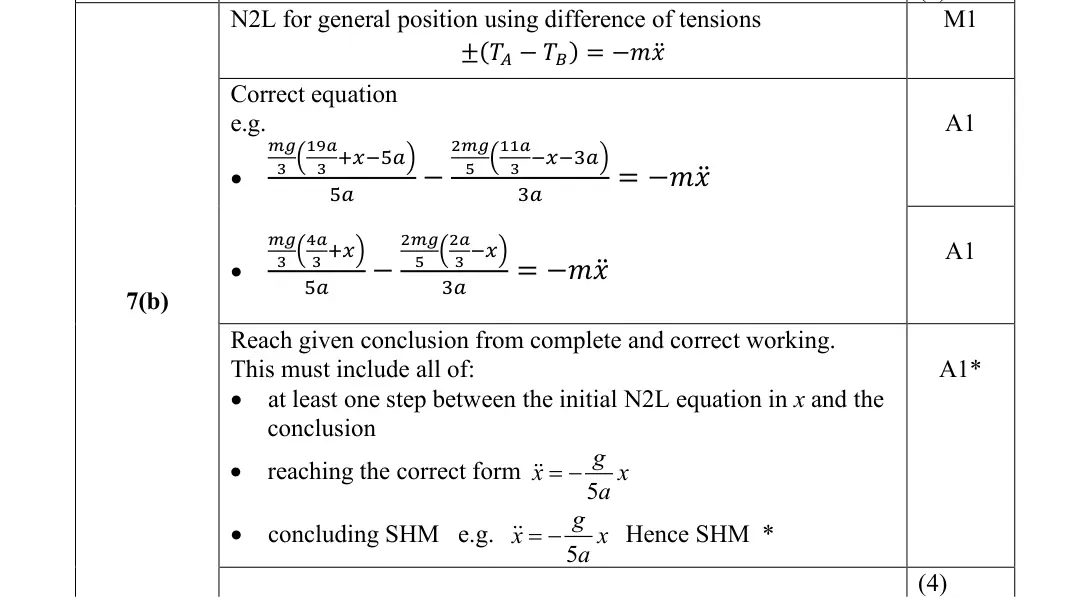 N2L for general position using difference of tensions M1
±(T_A − T_B) = −mẍ
Correct equation
e.g. A1
• mg/3(19a/3+x−5a)/5a − 2mg/5(11a/3−x−3a)/3a = −mẍ
• mg/3(4a/3+x)/5a − 2mg/5(2a/3−x)/3a = −mẍ A1
7(b)
Reach given conclusion from complete and correct working.
This must include all of: A1*
• at least one step between the initial N2L equation in x and the
conclusion
• reaching the correct form ẍ = −g/5a x
• concluding SHM e.g. ẍ = −g/5a x Hence SHM *
(4)